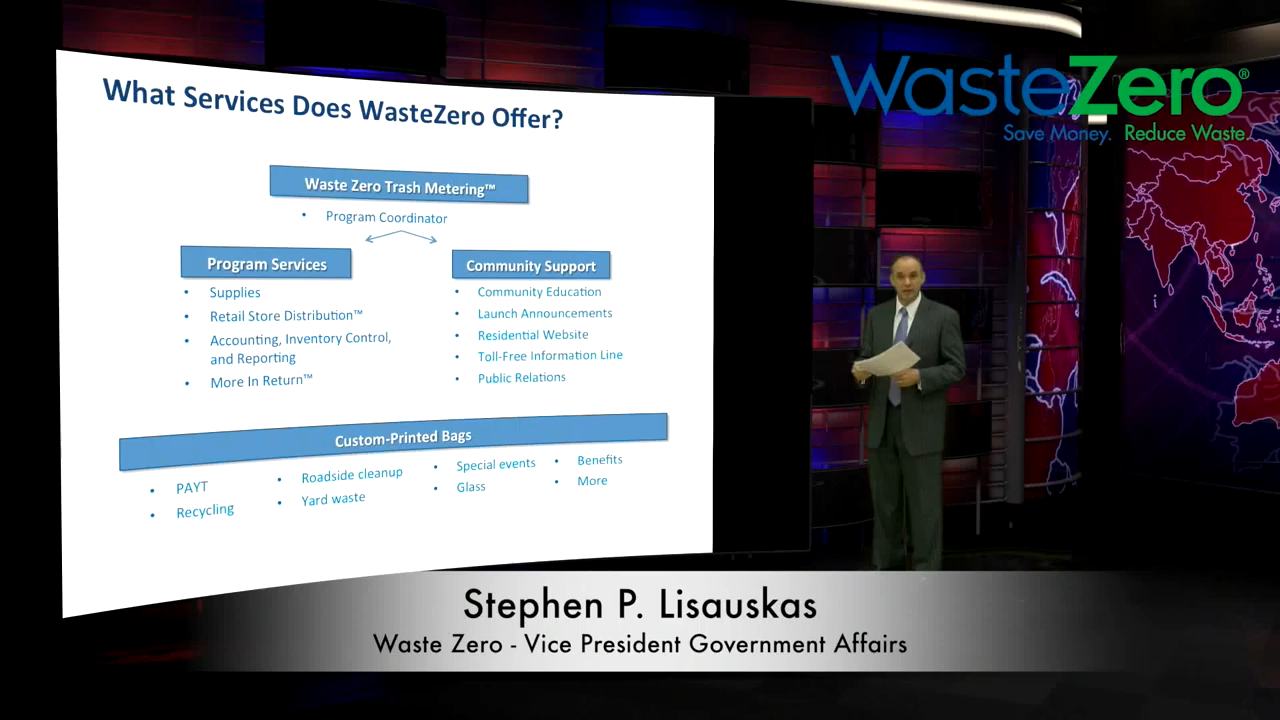 What Services Does WasteZero Offer?
WasteZero®
Save Money. Reduce Waste.
Waste Zero Trash Metering™
• Program Coordinator
Program Services
• Supplies
• Retail Store Distribution™
• Accounting, Inventory Control,
and Reporting
• More In Return™
Community Support
• Community Education
• Launch Announcements
• Residential Website
• Toll-Free Information Line
• Public Relations
Custom-Printed Bags
• PAYT
• Recycling
• Roadside cleanup
• Yard waste
• Special events
• Glass
• Benefits
• More
Stephen P. Lisauskas
Waste Zero - Vice President Government Affairs